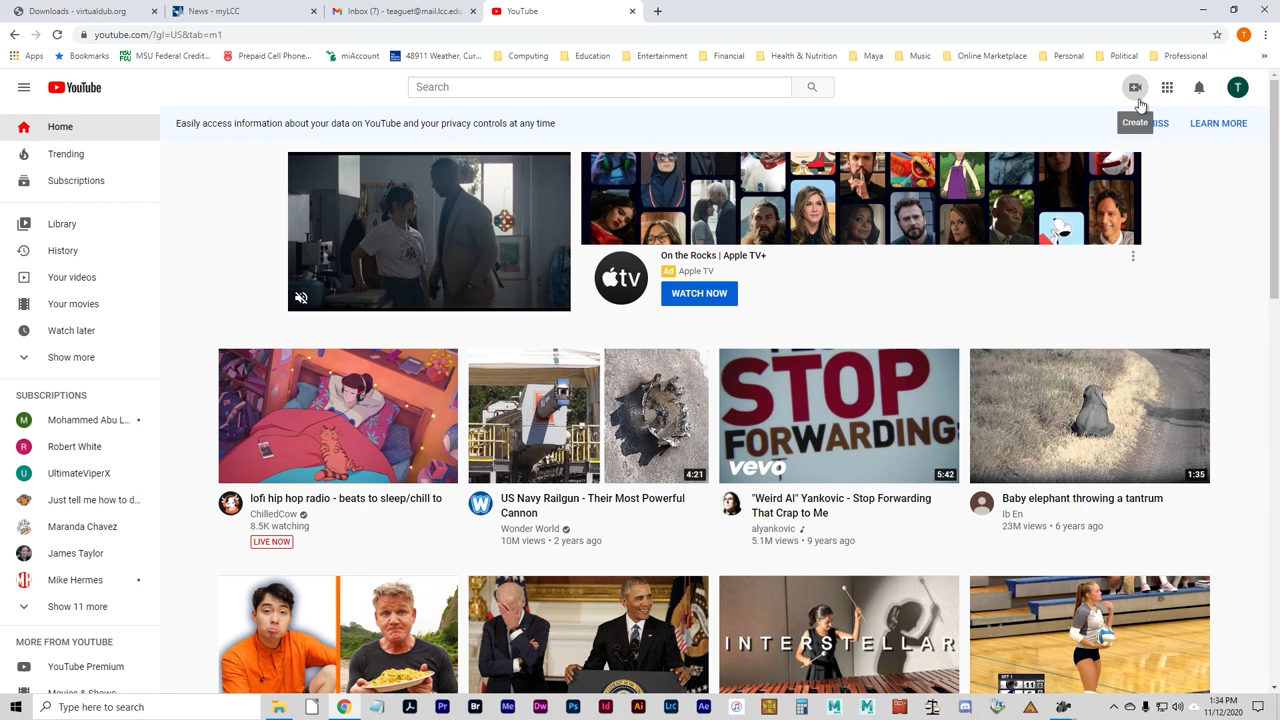 Downloads - virtualdub.org
News - MyLCC
Inbox (7) - teaguet@mail.lcc.edu
YouTube
youtube.com/?gl=US&tab=m1
T
Apps
Bookmarks
MSU Federal Credit...
Prepaid Cell Phone...
miAccount
48911 Weather, Cur...
Computing
Education
Entertainment
Financial
Health & Nutrition
Maya
Music
Online Marketplace
Personal
Political
Professional
»
YouTube
Search
T
Create
Easily access information about your data on YouTube and your privacy controls at any time
MISS
LEARN MORE
Home
Trending
Subscriptions
Library
History
Your videos
Your movies
Watch later
Show more
SUBSCRIPTIONS
M
Mohammed Abu L...
R
Robert White
U
UltimateViperX
Just tell me how to d...
Maranda Chavez
James Taylor
Mike Hermes
Show 11 more
MORE FROM YOUTUBE
YouTube Premium
Movies & Shows
tv
On the Rocks | Apple TV+
Ad Apple TV
WATCH NOW
lofi hip hop radio - beats to sleep/chill to
ChilledCow
8.5K watching
LIVE NOW
4:21
US Navy Railgun - Their Most Powerful
Cannon
Wonder World
10M views • 2 years ago
STOP
FORWARDING
vevo
5:42
"Weird Al" Yankovic - Stop Forwarding
That Crap to Me
alyankovic
5.1M views • 9 years ago
1:35
Baby elephant throwing a tantrum
Ib En
23M views • 6 years ago
INTERSTELLAR
SET 1
Type here to search
1:34 PM
11/12/2020